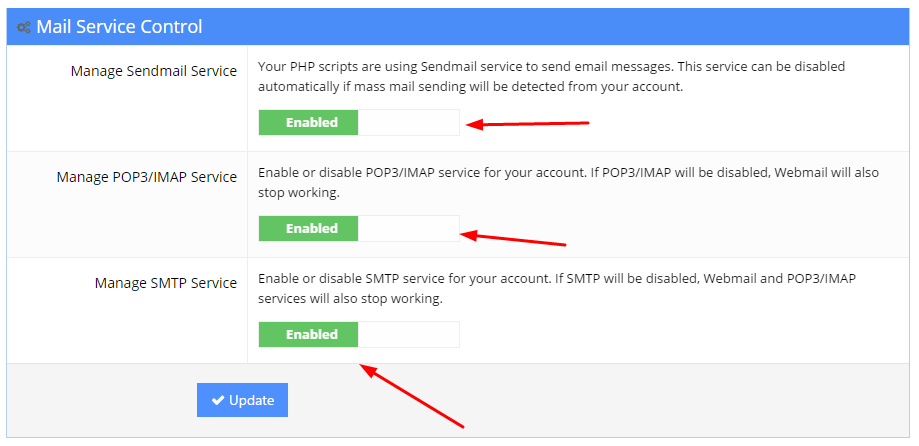 Mail Service Control
Manage Sendmail Service
Your PHP scripts are using Sendmail service to send email messages. This service can be disabled
automatically if mass mail sending will be detected from your account.
Enabled
Manage POP3/IMAP Service
Enable or disable POP3/IMAP service for your account. If POP3/IMAP will be disabled, Webmail will also
stop working.
Enabled
Manage SMTP Service
Enable or disable SMTP service for your account. If SMTP will be disabled, Webmail and POP3/IMAP
services will also stop working.
Enabled
Update